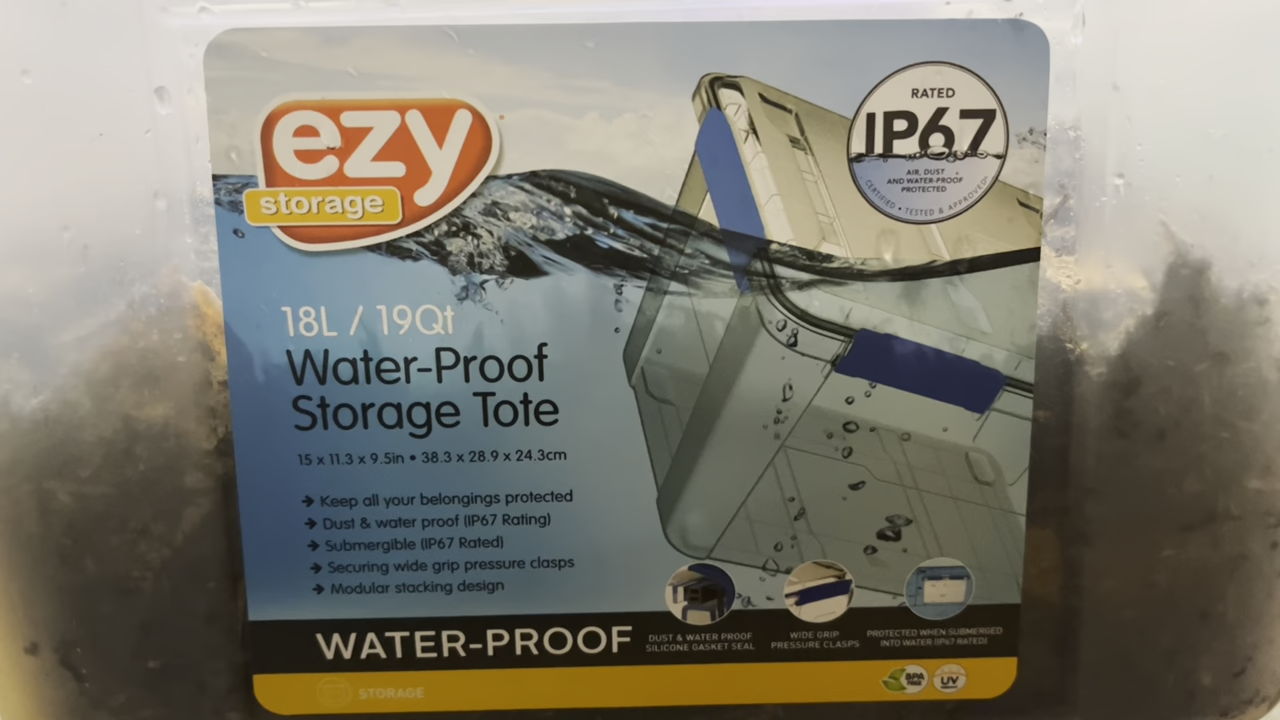 ezy
storage
RATED
IP67
AIR, DUST
AND WATER-PROOF
PROTECTED
CERTIFIED • TESTED & APPROVED
18L / 19Qt
Water-Proof
Storage Tote
15 x 11.3 x 9.5in • 38.3 x 28.9 x 24.3cm
→ Keep all your belongings protected
→ Dust & water proof (IP67 Rating)
→ Submergible (IP67 Rated)
→ Securing wide grip pressure clasps
→ Modular stacking design
WATER-PROOF
DUST & WATER PROOF
SILICONE GASKET SEAL
WIDE GRIP
PRESSURE CLASPS
PROTECTED WHEN SUBMERGED
INTO WATER (IP67 RATED)
STORAGE
BPA
FREE
UV